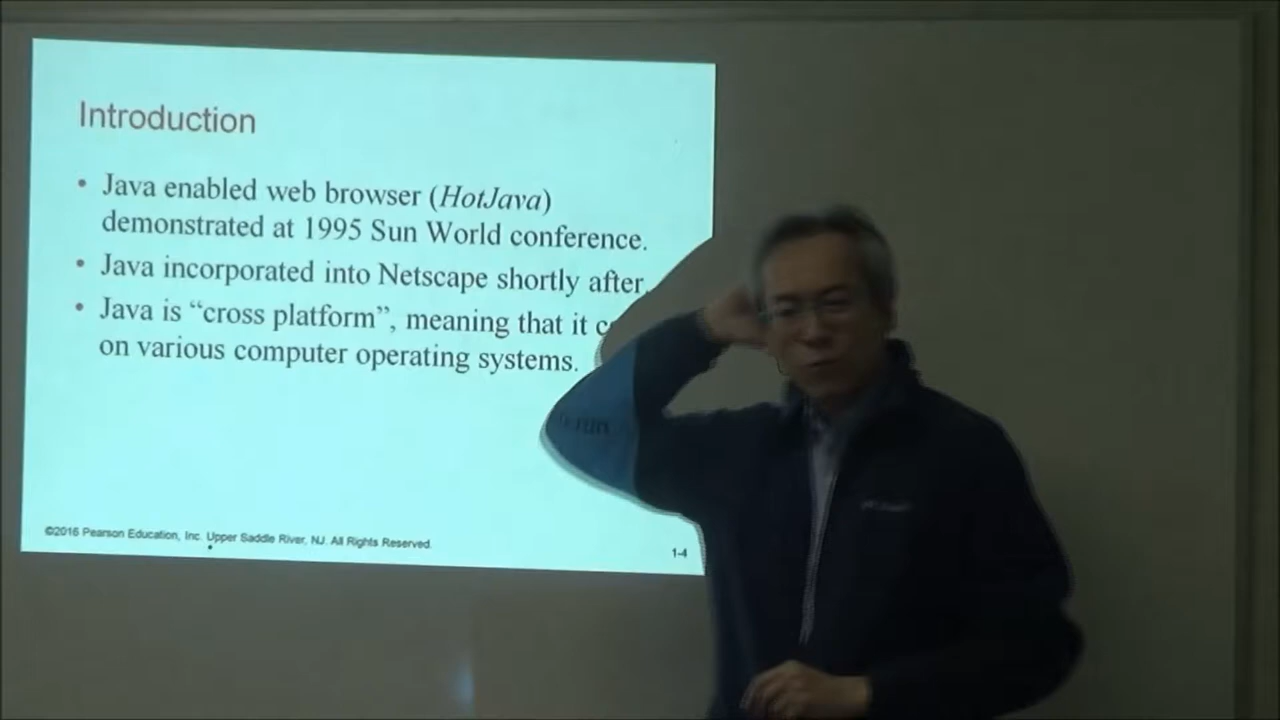 Introduction
• Java enabled web browser (HotJava)
demonstrated at 1995 Sun World conference.
• Java incorporated into Netscape shortly after.
• Java is “cross platform”, meaning that it
on various computer operating systems.
©2016 Pearson Education, Inc. Upper Saddle River, NJ. All Rights Reserved.
1-4